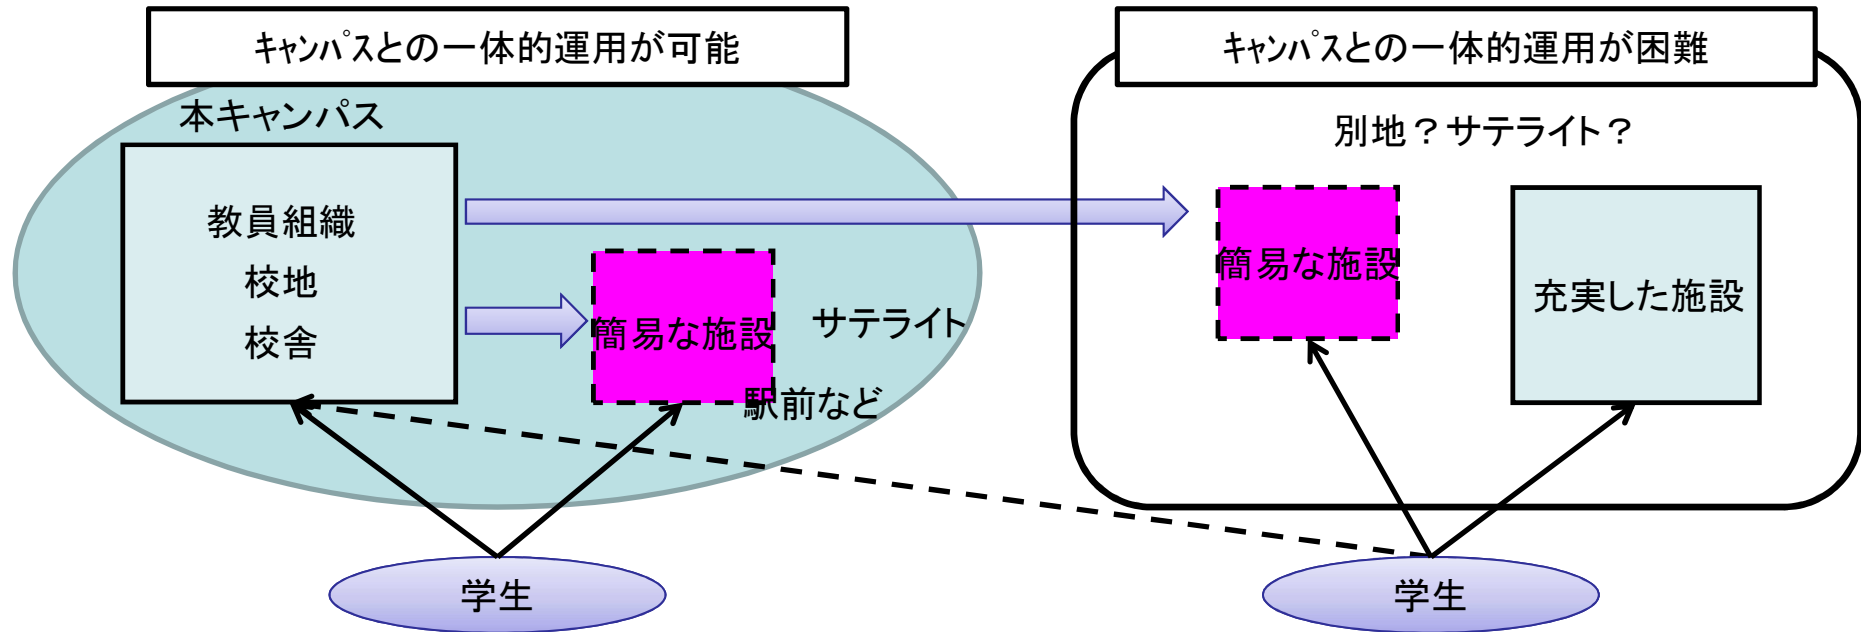 キャンパスとの一体的運用が可能
キャンパスとの一体的運用が困難
本キャンパス
別地？サテライト？
教員組織
校地
校舎
簡易な施設
サテライト
駅前など
簡易な施設
充実した施設
学生
学生